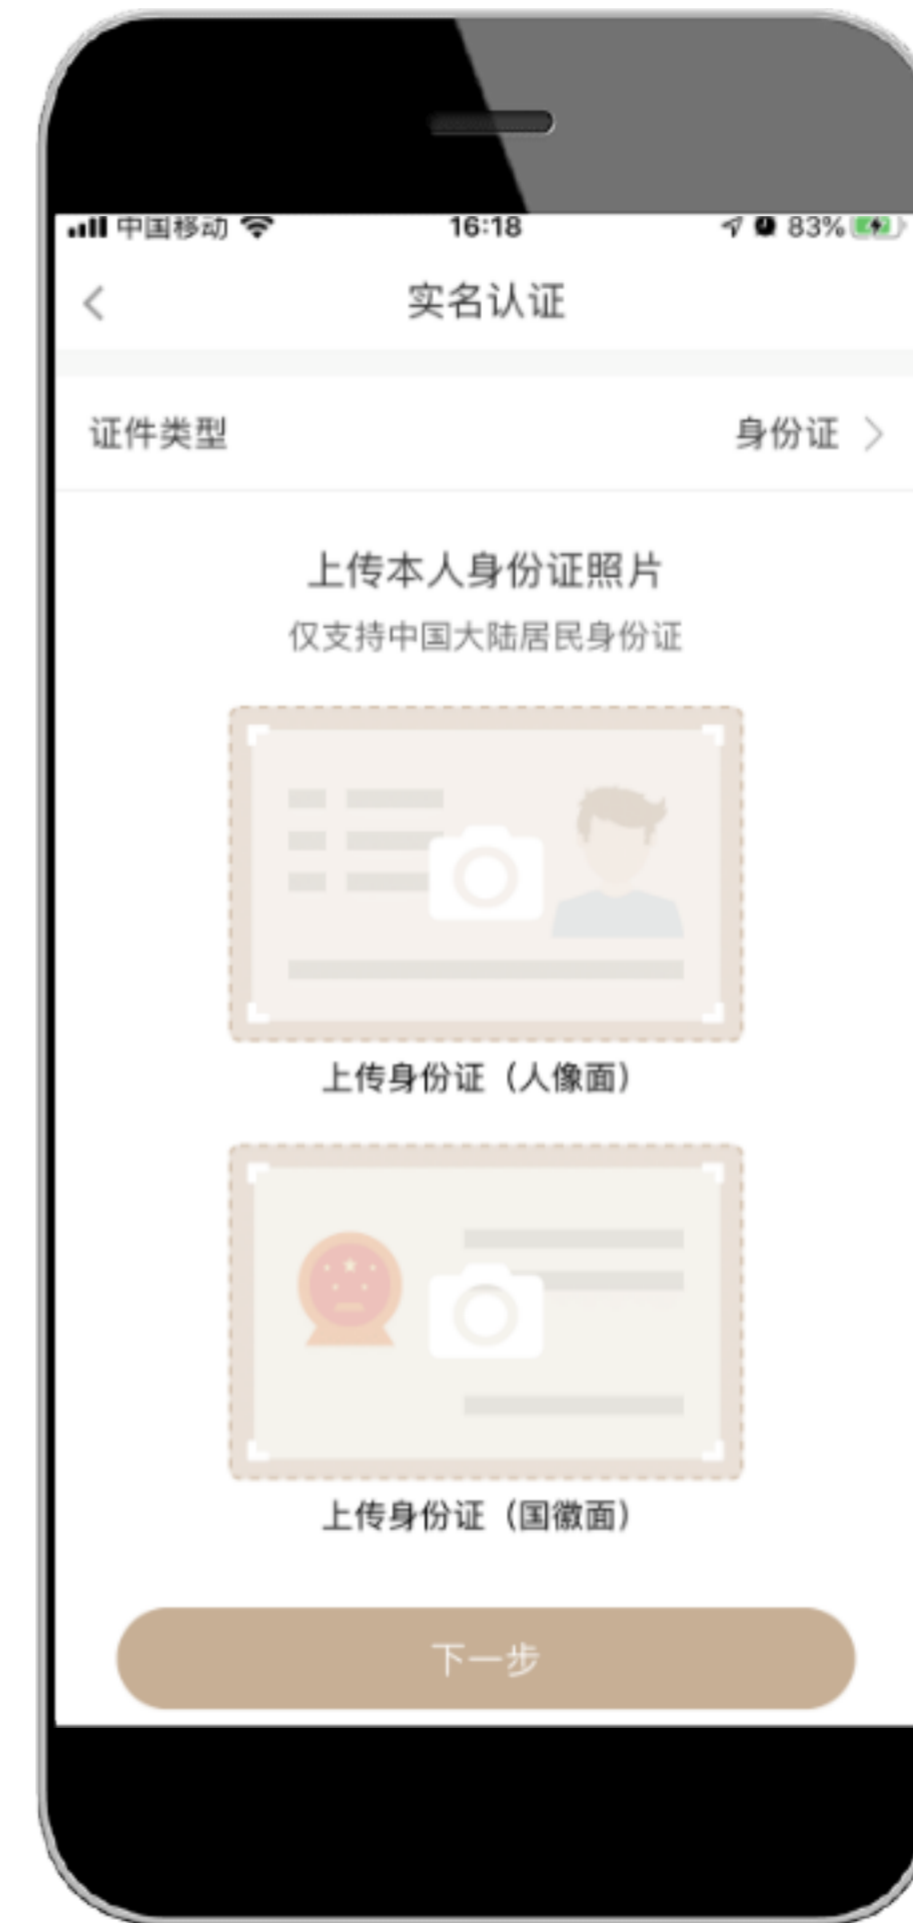 中国移动 16:18 83%
实名认证
证件类型 身份证
上传本人身份证照片
仅支持中国大陆居民身份证
上传身份证（人像面）
上传身份证（国徽面）
下一步